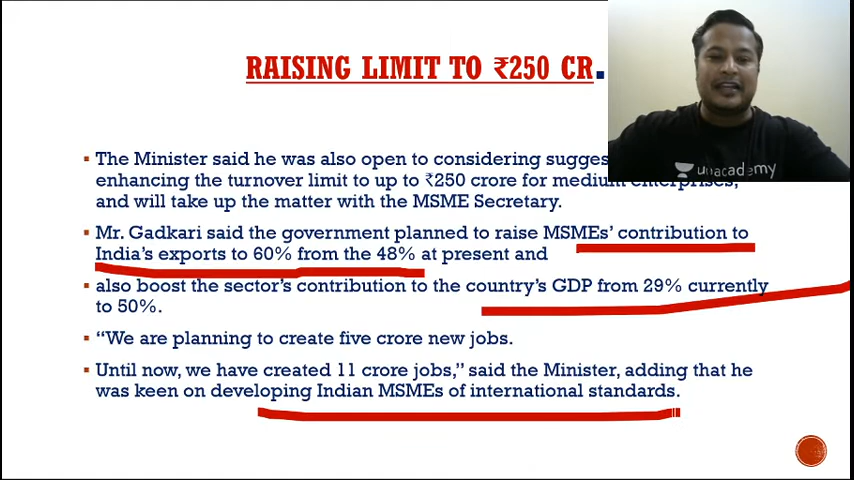 RAISING LIMIT TO ₹250 CR.
The Minister said he was also open to considering
enhancing the turnover limit to up to ₹250 crore for medium enterprises,
and will take up the matter with the MSME Secretary.
Mr. Gadkari said the government planned to raise MSMEs' contribution to
India's exports to 60% from the 48% at present and
also boost the sector's contribution to the country's GDP from 29% currently
to 50%.
"We are planning to create five crore new jobs.
Until now, we have created 11 crore jobs," said the Minister, adding that he
was keen on developing Indian MSMEs of international standards.
unacademy